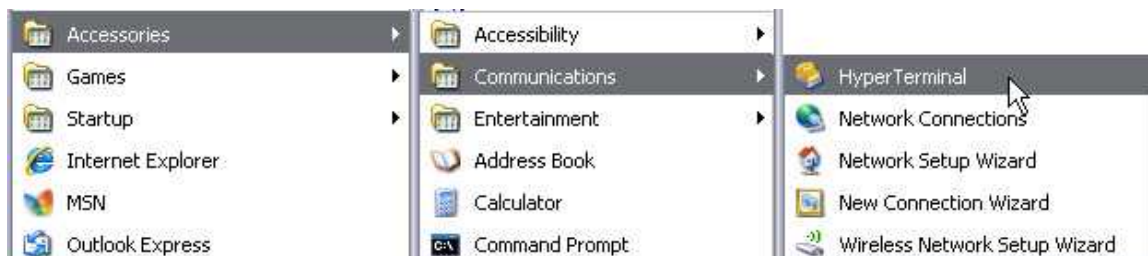 Accessories
Games
Startup
Internet Explorer
MSN
Outlook Express
Accessibility
Communications
Entertainment
Address Book
Calculator
Command Prompt
HyperTerminal
Network Connections
Network Setup Wizard
New Connection Wizard
Wireless Network Setup Wizard